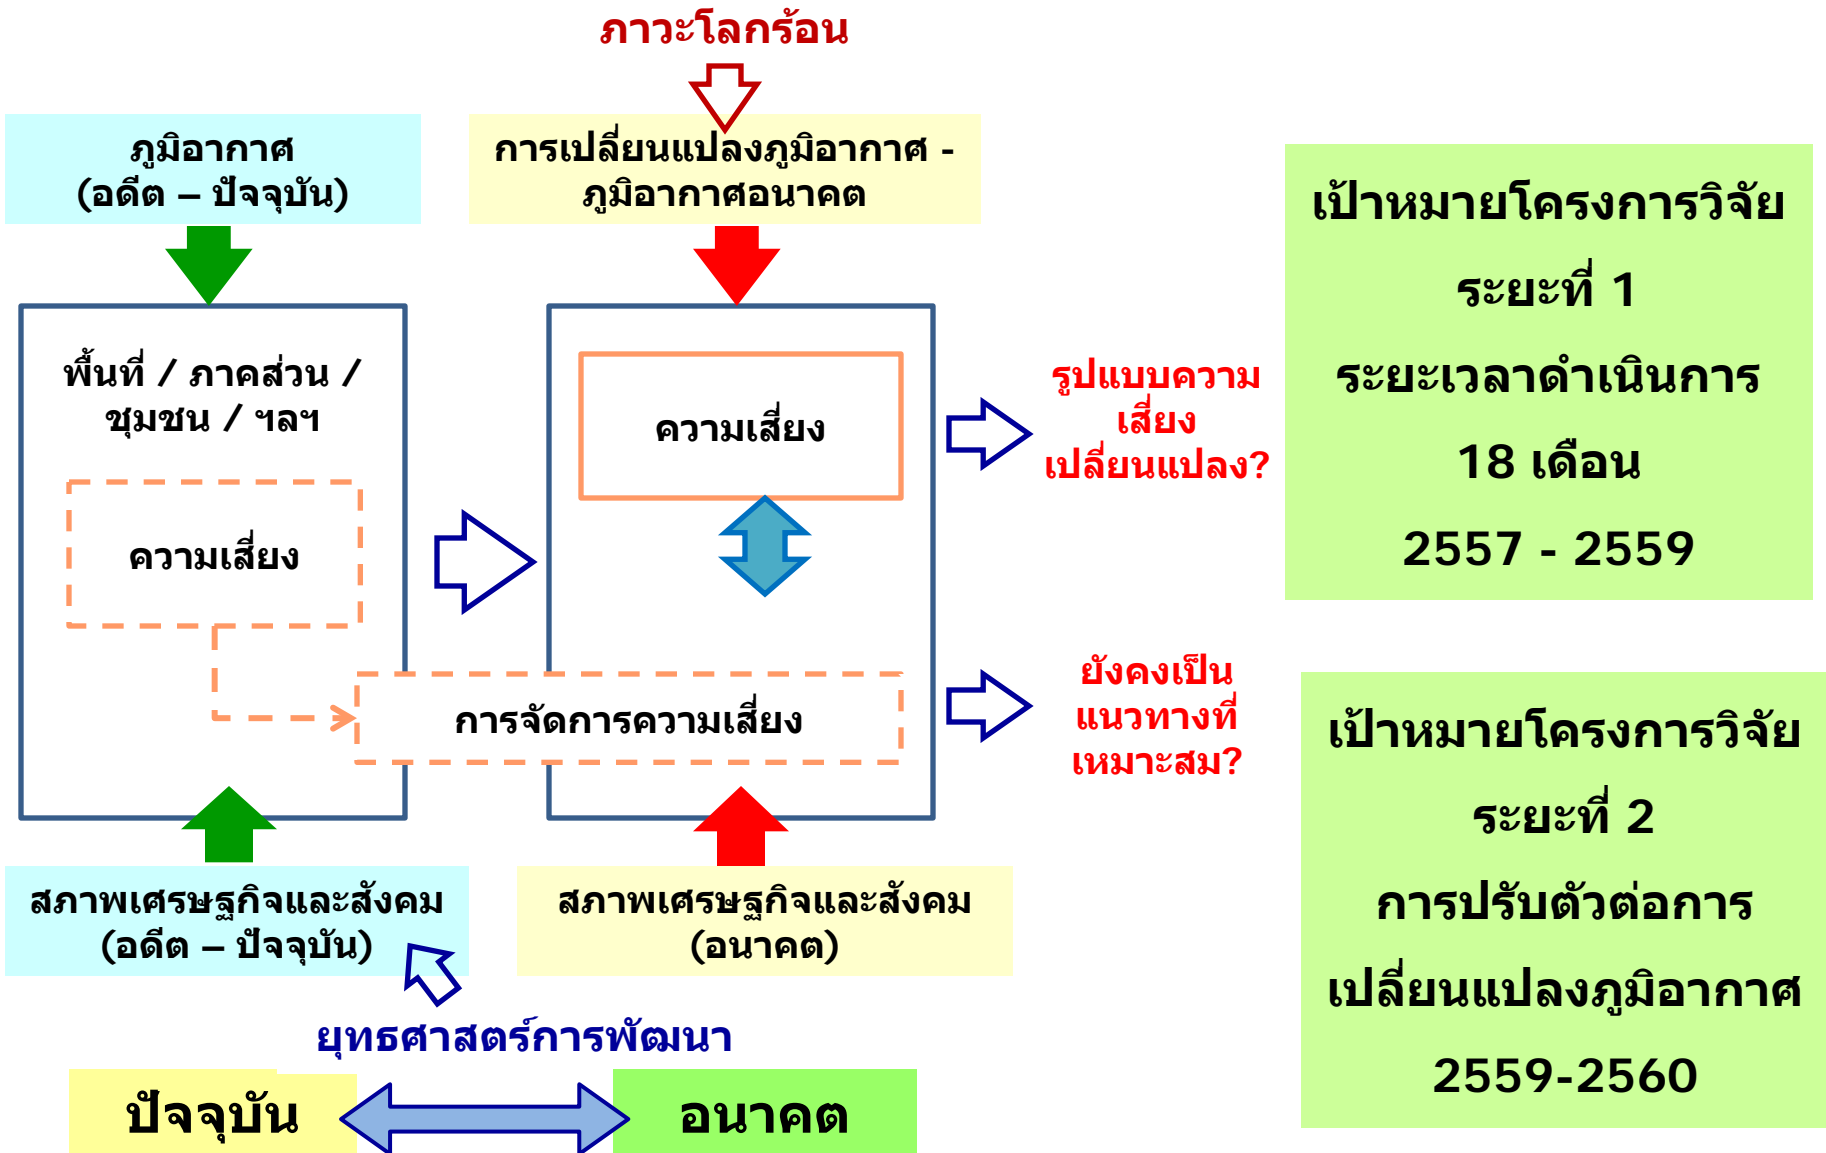 ภาวะโลกร้อน
ภูมิอากาศ
(อดีต – ปัจจุบัน)
การเปลี่ยนแปลงภูมิอากาศ -
ภูมิอากาศอนาคต
พื้นที่ / ภาคส่วน /
ชุมชน / ฯลฯ
ความเสี่ยง
ความเสี่ยง
การจัดการความเสี่ยง
รูปแบบความ
เสี่ยง
เปลี่ยนแปลง?
ยังคงเป็น
แนวทางที่
เหมาะสม?
สภาพเศรษฐกิจและสังคม
(อดีต – ปัจจุบัน)
สภาพเศรษฐกิจและสังคม
(อนาคต)
ยุทธศาสตร์การพัฒนา
ปัจจุบัน
อนาคต
เป้าหมายโครงการวิจัย
ระยะที่ 1
ระยะเวลาดำเนินการ
18 เดือน
2557 - 2559
เป้าหมายโครงการวิจัย
ระยะที่ 2
การปรับตัวต่อการ
เปลี่ยนแปลงภูมิอากาศ
2559-2560